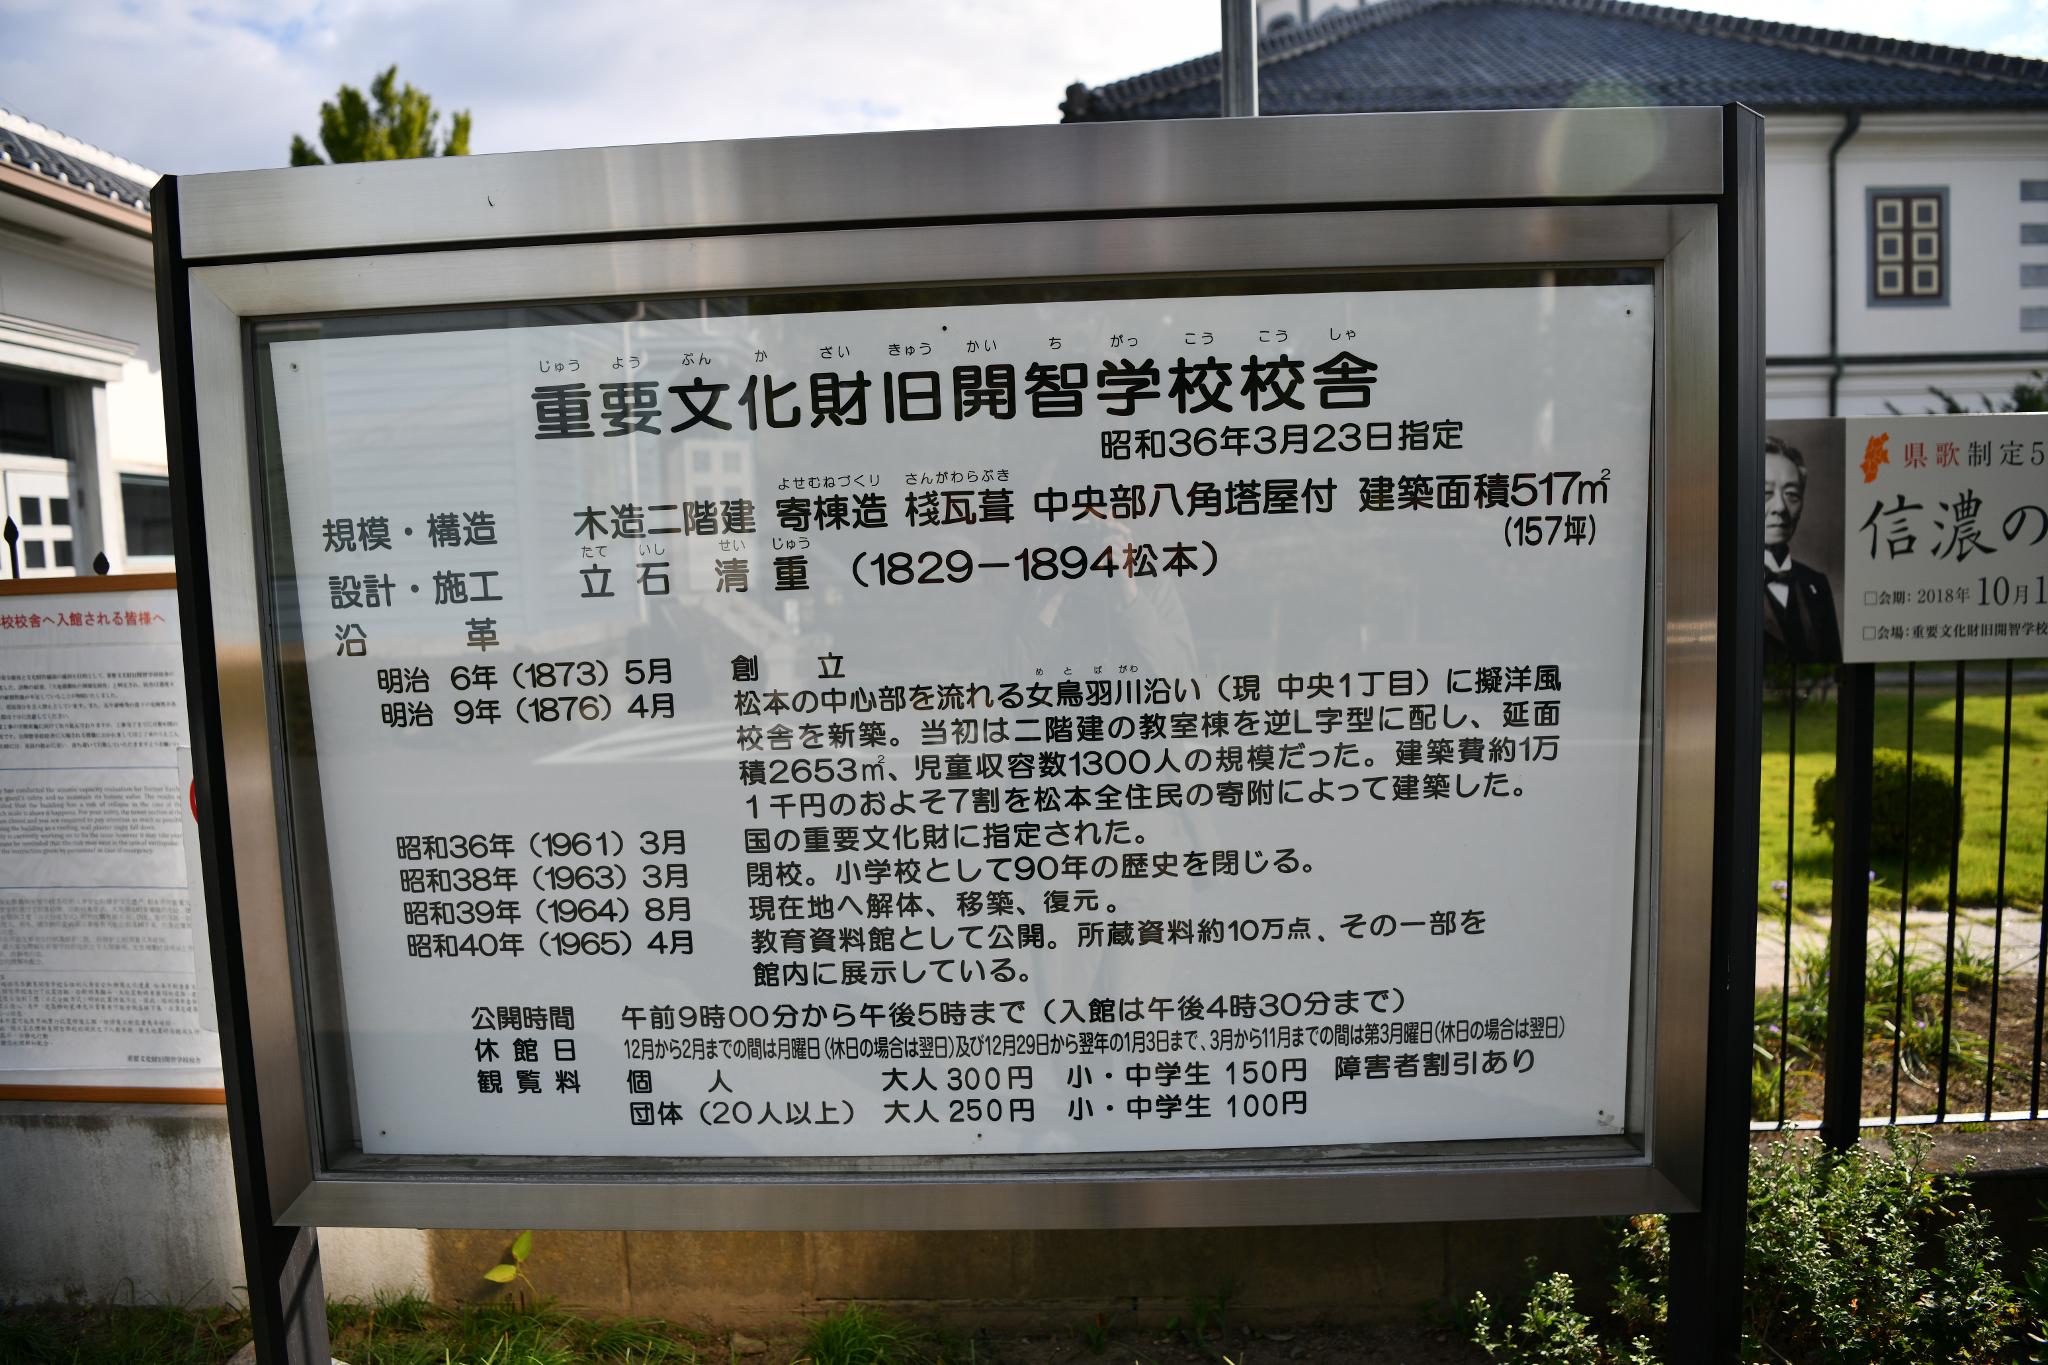 じゅう よう ぶん か ざい きゅう かい ち がっ こう こう しゃ
重要文化財旧開智学校校舎
昭和36年3月23日指定
よせむねづくり さんがわらぶき
規模・構造 木造二階建 寄棟造 棧瓦葺 中央部八角塔屋付 建築面積517㎡
(157坪)
たて いし せい じゅう
設計・施工 立石 清重 （1829－1894松本）
沿 革
明治 6年（1873）5月 創 立
めとばがわ
明治 9年（1876）4月 松本の中心部を流れる女鳥羽川沿い（現 中央1丁目）に擬洋風
校舎を新築。当初は二階建の教室棟を逆L字型に配し、延面
積2653㎡、児童収容数1300人の規模だった。建築費約1万
1千円のおよそ7割を松本全住民の寄附によって建築した。
昭和36年（1961）3月 国の重要文化財に指定された。
昭和38年（1963）3月 閉校。小学校として90年の歴史を閉じる。
昭和39年（1964）8月 現在地へ解体、移築、復元。
昭和40年（1965）4月 教育資料館として公開。所蔵資料約10万点、その一部を
館内に展示している。
公開時間 午前9時00分から午後5時まで（入館は午後4時30分まで）
休館日 12月から2月までの間は月曜日（休日の場合は翌日）及び12月29日から翌年の1月3日まで、3月から11月までの間は第3月曜日（休日の場合は翌日）
観覧料 個 人 大人300円 小・中学生 150円 障害者割引あり
団体（20人以上） 大人250円 小・中学生 100円
校校舎へ入館される皆様へ
重要文化財旧開智学校校舎
県歌制定5
信濃の
□会期：2018年10月1
□会場：重要文化財旧開智学校